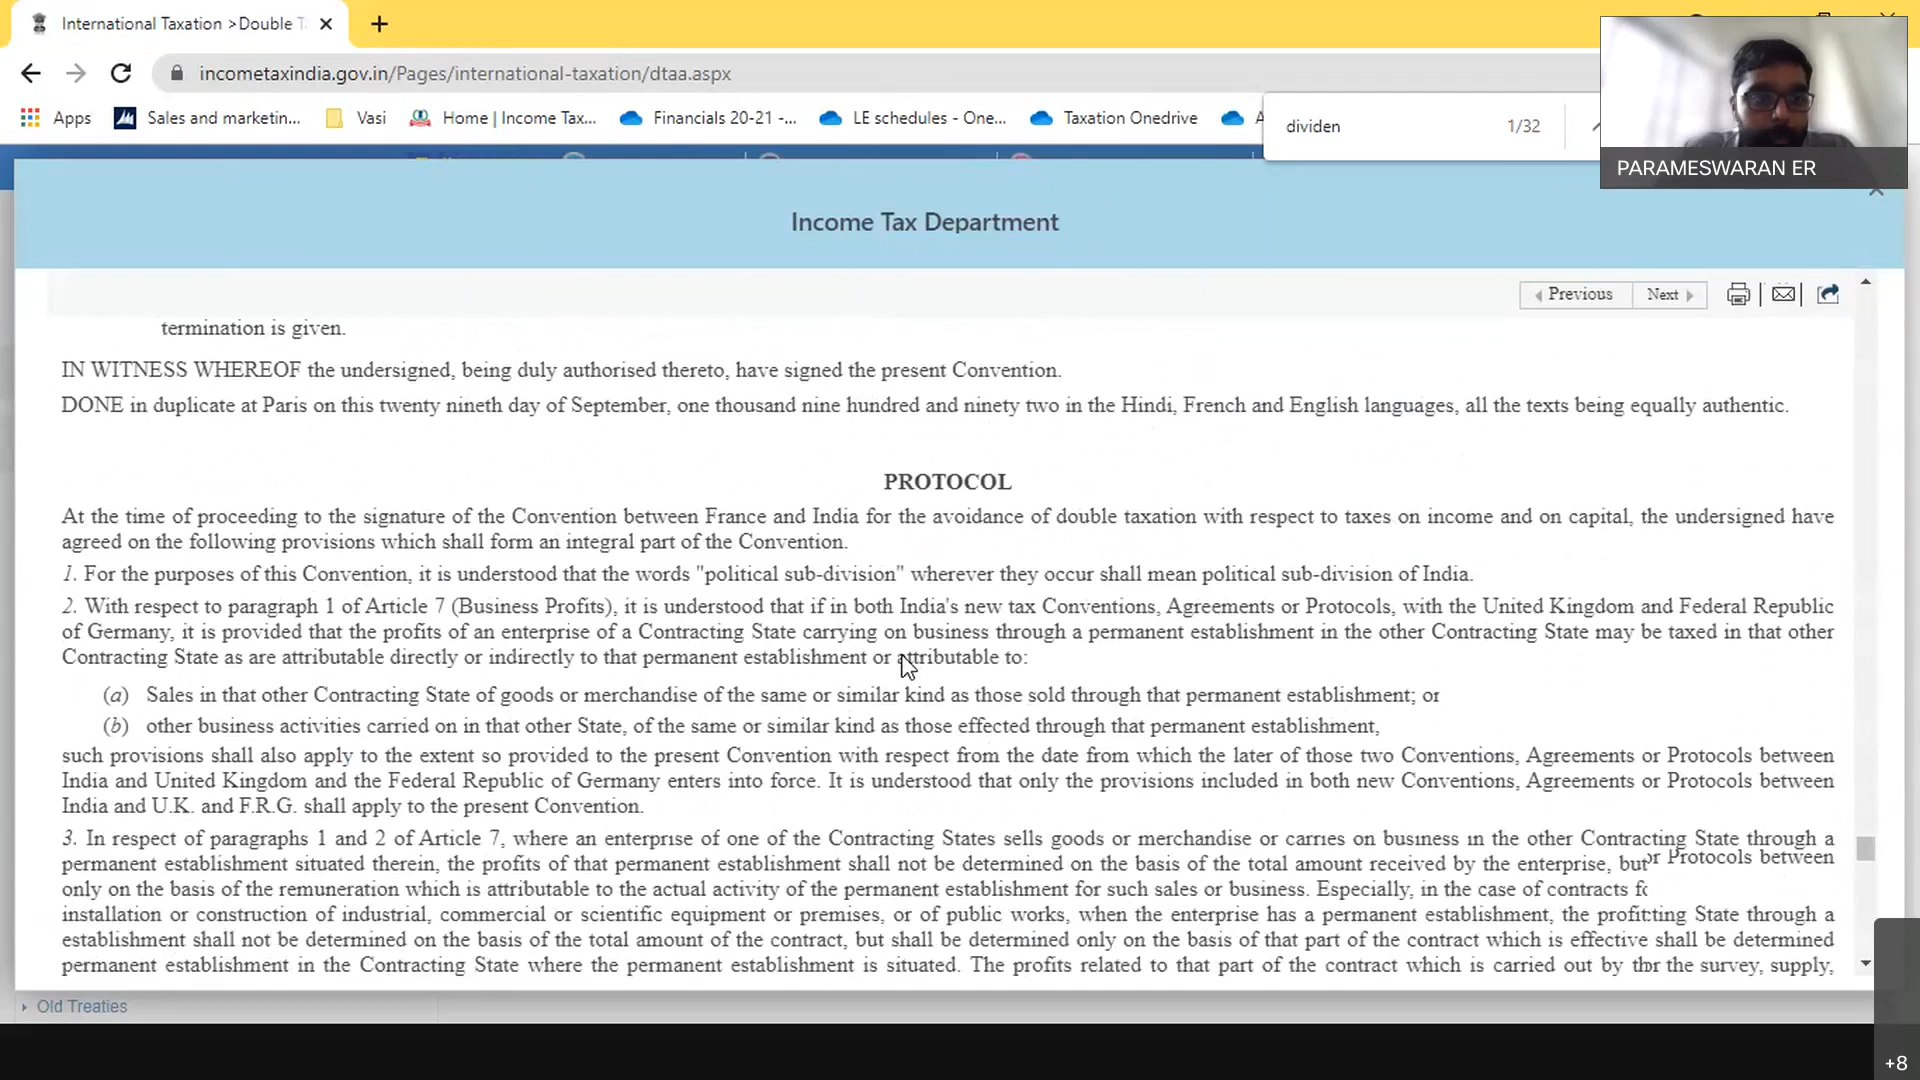 International Taxation >Double T
incometaxindia.gov.in/Pages/international-taxation/dtaa.aspx
Apps
Sales and marketin...
Vasi
Home | Income Tax...
Financials 20-21 -...
LE schedules - One...
Taxation Onedrive
dividen
1/32
PARAMESWARAN ER
Income Tax Department
Previous
Next
termination is given.
IN WITNESS WHEREOF the undersigned, being duly authorised thereto, have signed the present Convention.
DONE in duplicate at Paris on this twenty nineth day of September, one thousand nine hundred and ninety two in the Hindi, French and English languages, all the texts being equally authentic.
PROTOCOL
At the time of proceeding to the signature of the Convention between France and India for the avoidance of double taxation with respect to taxes on income and on capital, the undersigned have
agreed on the following provisions which shall form an integral part of the Convention.
1. For the purposes of this Convention, it is understood that the words "political sub-division" wherever they occur shall mean political sub-division of India.
2. With respect to paragraph 1 of Article 7 (Business Profits), it is understood that if in both India's new tax Conventions, Agreements or Protocols, with the United Kingdom and Federal Republic
of Germany, it is provided that the profits of an enterprise of a Contracting State carrying on business through a permanent establishment in the other Contracting State may be taxed in that other
Contracting State as are attributable directly or indirectly to that permanent establishment or attributable to:
(a) Sales in that other Contracting State of goods or merchandise of the same or similar kind as those sold through that permanent establishment; or
(b) other business activities carried on in that other State, of the same or similar kind as those effected through that permanent establishment,
such provisions shall also apply to the extent so provided to the present Convention with respect from the date from which the later of those two Conventions, Agreements or Protocols between
India and United Kingdom and the Federal Republic of Germany enters into force. It is understood that only the provisions included in both new Conventions, Agreements or Protocols between
India and U.K. and F.R.G. shall apply to the present Convention.
3. In respect of paragraphs 1 and 2 of Article 7, where an enterprise of one of the Contracting States sells goods or merchandise or carries on business in the other Contracting State through a
permanent establishment situated therein, the profits of that permanent establishment shall not be determined on the basis of the total amount received by the enterprise, but or Protocols between
only on the basis of the remuneration which is attributable to the actual activity of the permanent establishment for such sales or business. Especially, in the case of contracts
installation or construction of industrial, commercial or scientific equipment or premises, or of public works, when the enterprise has a permanent establishment, the State through a
establishment shall not be determined on the basis of the total amount of the contract, but shall be determined only on the basis of that part of the contract which is effective shall be determined
permanent establishment in the Contracting State where the permanent establishment is situated. The profits related to that part of the contract which is carried out by the survey, supply,
Old Treaties
+8